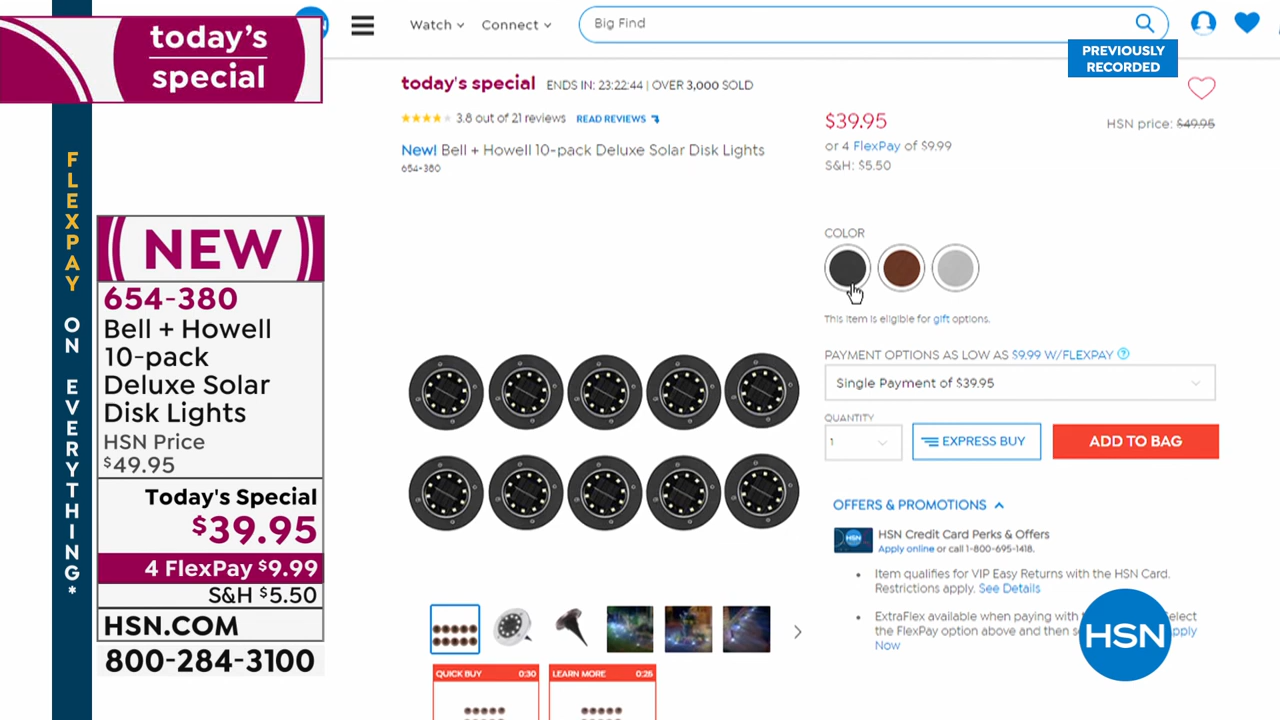 today's
special
FLEXPAY ON EVERYTHING*
NEW
654-380
Bell + Howell
10-pack
Deluxe Solar
Disk Lights
HSN Price
$49.95
Today's Special
$39.95
4 FlexPay $9.99
S&H $5.50
HSN.COM
800-284-3100
Watch
Connect
Big Find
PREVIOUSLY
RECORDED
today's special ENDS IN: 23:22:44 | OVER 3,000 SOLD
3.8 out of 21 reviews READ REVIEWS
New! Bell + Howell 10-pack Deluxe Solar Disk Lights
654-380
$39.95
HSN price: $49.95
or 4 FlexPay of $9.99
S&H: $5.50
COLOR
This item is eligible for gift options.
PAYMENT OPTIONS AS LOW AS $9.99 W/FLEXPAY ?
Single Payment of $39.95
QUANTITY
1
EXPRESS BUY
ADD TO BAG
OFFERS & PROMOTIONS
HSN
HSN Credit Card Perks & Offers
Apply online or call 1-800-695-1418.
Item qualifies for VIP Easy Returns with the HSN Card.
Restrictions apply. See Details
ExtraFlex available when paying with
the FlexPay option above and then
Now
HSN
QUICK BUY 0:30
LEARN MORE 0:26